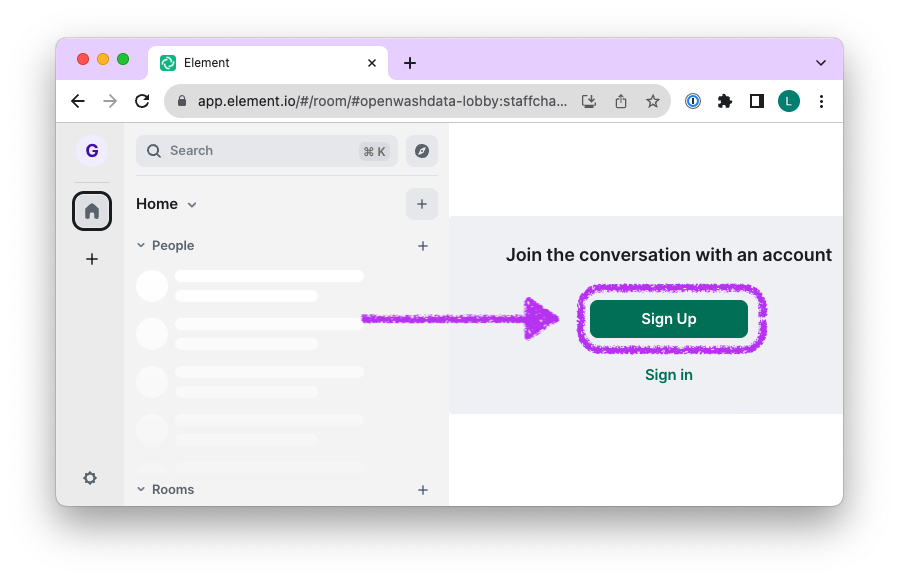 Element
app.element.io/#/room/#openwashdata-lobby:staffcha...
L
G
Search
⌘ K
Home
People
Rooms
Join the conversation with an account
Sign Up
Sign in